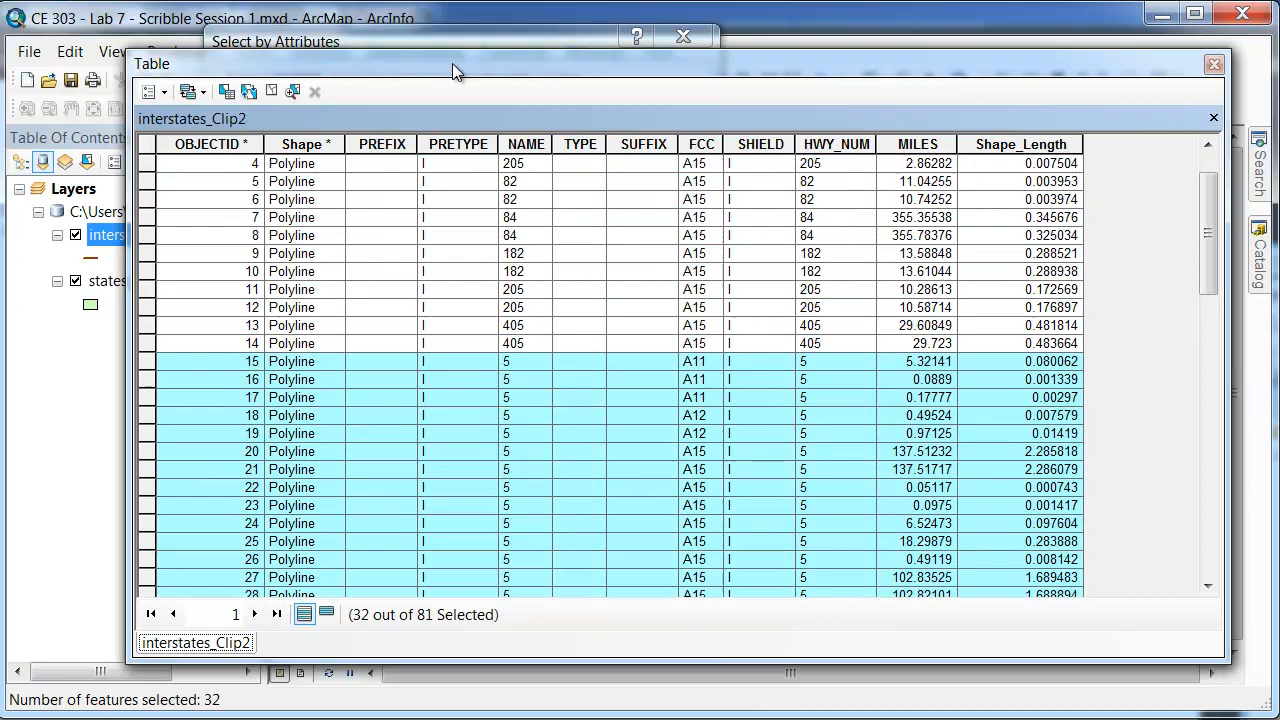 CE 303 - Lab 7 - Scribble Session 1.mxd - ArcMap - ArcInfo
Select by Attributes
File Edit
Table
Table Of Contents
interstates_Clip2
OBJECTID * Shape * PREFIX PRETYPE NAME TYPE SUFFIX FCC SHIELD HWY_NUM MILES Shape_Length
4 Polyline I 205 A15 I 205 2.86282 0.007504
5 Polyline I 82 A15 I 82 11.04255 0.003953
6 Polyline I 82 A15 I 82 10.74252 0.003974
7 Polyline I 84 A15 I 84 355.35538 0.345676
8 Polyline I 84 A15 I 84 355.78376 0.325034
9 Polyline I 182 A15 I 182 13.58848 0.288521
10 Polyline I 182 A15 I 182 13.61044 0.288938
11 Polyline I 205 A15 I 205 10.28613 0.172569
12 Polyline I 205 A15 I 205 10.58714 0.176897
13 Polyline I 405 A15 I 405 29.60849 0.481814
14 Polyline I 405 A15 I 405 29.723 0.483664
15 Polyline I 5 A11 I 5 5.32141 0.080062
16 Polyline I 5 A11 I 5 0.0889 0.001339
17 Polyline I 5 A11 I 5 0.17777 0.00297
18 Polyline I 5 A12 I 5 0.49524 0.007579
19 Polyline I 5 A12 I 5 0.97125 0.01419
20 Polyline I 5 A15 I 5 137.51232 2.285818
21 Polyline I 5 A15 I 5 137.51717 2.286079
22 Polyline I 5 A15 I 5 0.05117 0.000743
23 Polyline I 5 A15 I 5 0.0975 0.001417
24 Polyline I 5 A15 I 5 6.52473 0.097604
25 Polyline I 5 A15 I 5 18.29879 0.283888
26 Polyline I 5 A15 I 5 0.49119 0.008142
27 Polyline I 5 A15 I 5 102.83525 1.689483
28 Polyline I 5 A15 I 5 102.82101 1.688894
Layers
C:\Users\
inters
states
1 (32 out of 81 Selected)
interstates_Clip2
Number of features selected: 32
Search
Catalog